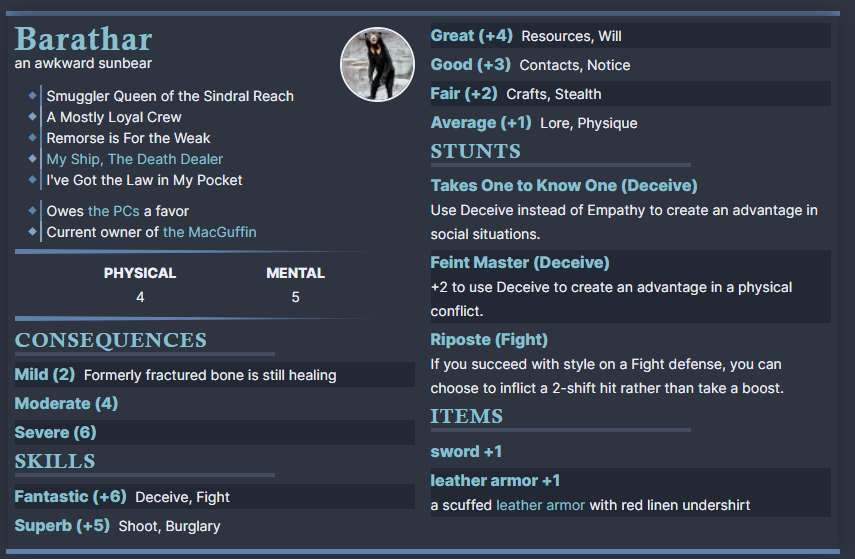 Barathar
an awkward sunbear
Smuggler Queen of the Sindral Reach
A Mostly Loyal Crew
Remorse is For the Weak
My Ship, The Death Dealer
I've Got the Law in My Pocket
Owes the PCs a favor
Current owner of the MacGuffin
PHYSICAL MENTAL
4 5
CONSEQUENCES
Mild (2) Formerly fractured bone is still healing
Moderate (4)
Severe (6)
SKILLS
Fantastic (+6) Deceive, Fight
Superb (+5) Shoot, Burglary
Great (+4) Resources, Will
Good (+3) Contacts, Notice
Fair (+2) Crafts, Stealth
Average (+1) Lore, Physique
STUNTS
Takes One to Know One (Deceive)
Use Deceive instead of Empathy to create an advantage in
social situations.
Feint Master (Deceive)
+2 to use Deceive to create an advantage in a physical
conflict.
Riposte (Fight)
If you succeed with style on a Fight defense, you can
choose to inflict a 2-shift hit rather than take a boost.
ITEMS
sword +1
leather armor +1
a scuffed leather armor with red linen undershirt